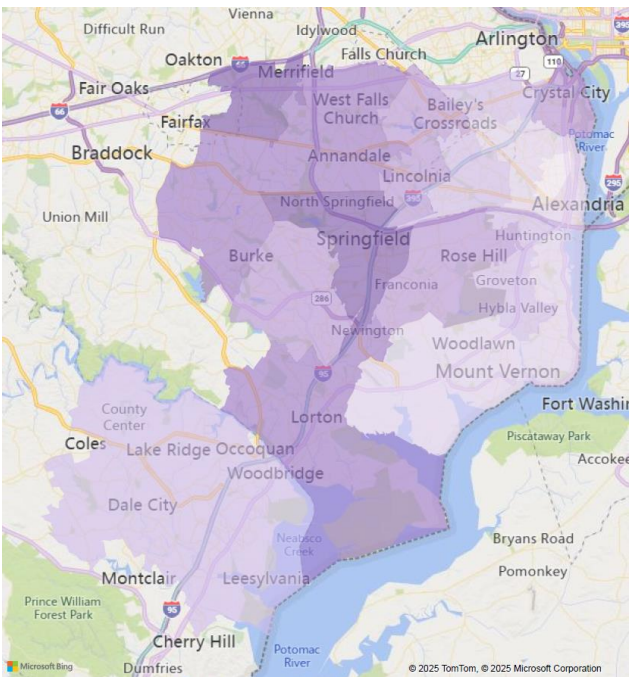 Vienna
Difficult Run
Idylwood
Arlington
395
Oakton
66
Falls Church
110
Merrifield
27
Fair Oaks
Crystal City
66
West Falls
Church
Bailey's
Crossroads
Fairfax
Potomac
River
Braddock
Annandale
Lincolnia
295
395
North Springfield
Alexandria
Union Mill
Springfield
Huntington
Burke
Rose Hill
Franconia
Groveton
286
Hybla Valley
Newington
Woodlawn
95
Mount Vernon
County
Center
Lorton
Fort Washin
Coles
Lake Ridge
Occoquan
Piscataway Park
Woodbridge
Accokee
Dale City
Neabsco
Creek
Bryans Road
Montclair
Leesylvania
Pomonkey
Prince William
Forest Park
95
Cherry Hill
Potomac
River
Microsoft Bing
Dumfries
© 2025 TomTom, © 2025 Microsoft Corporation